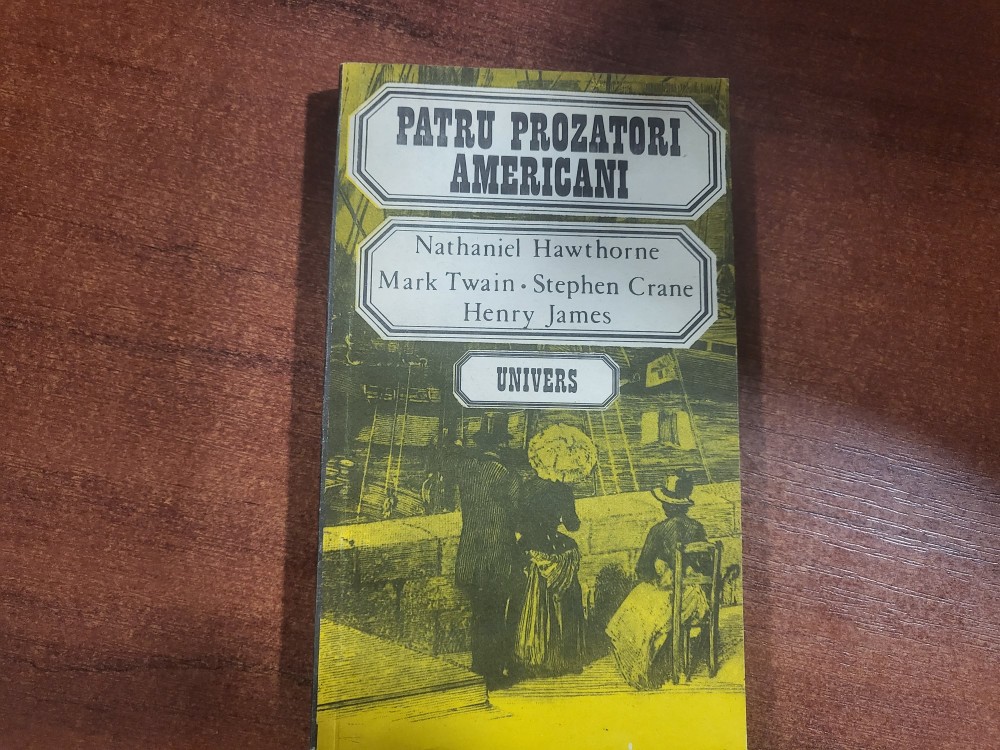 PATRU PROZATORI
AMERICANI
Nathaniel Hawthorne
Mark Twain • Stephen Crane
Henry James
UNIVERS